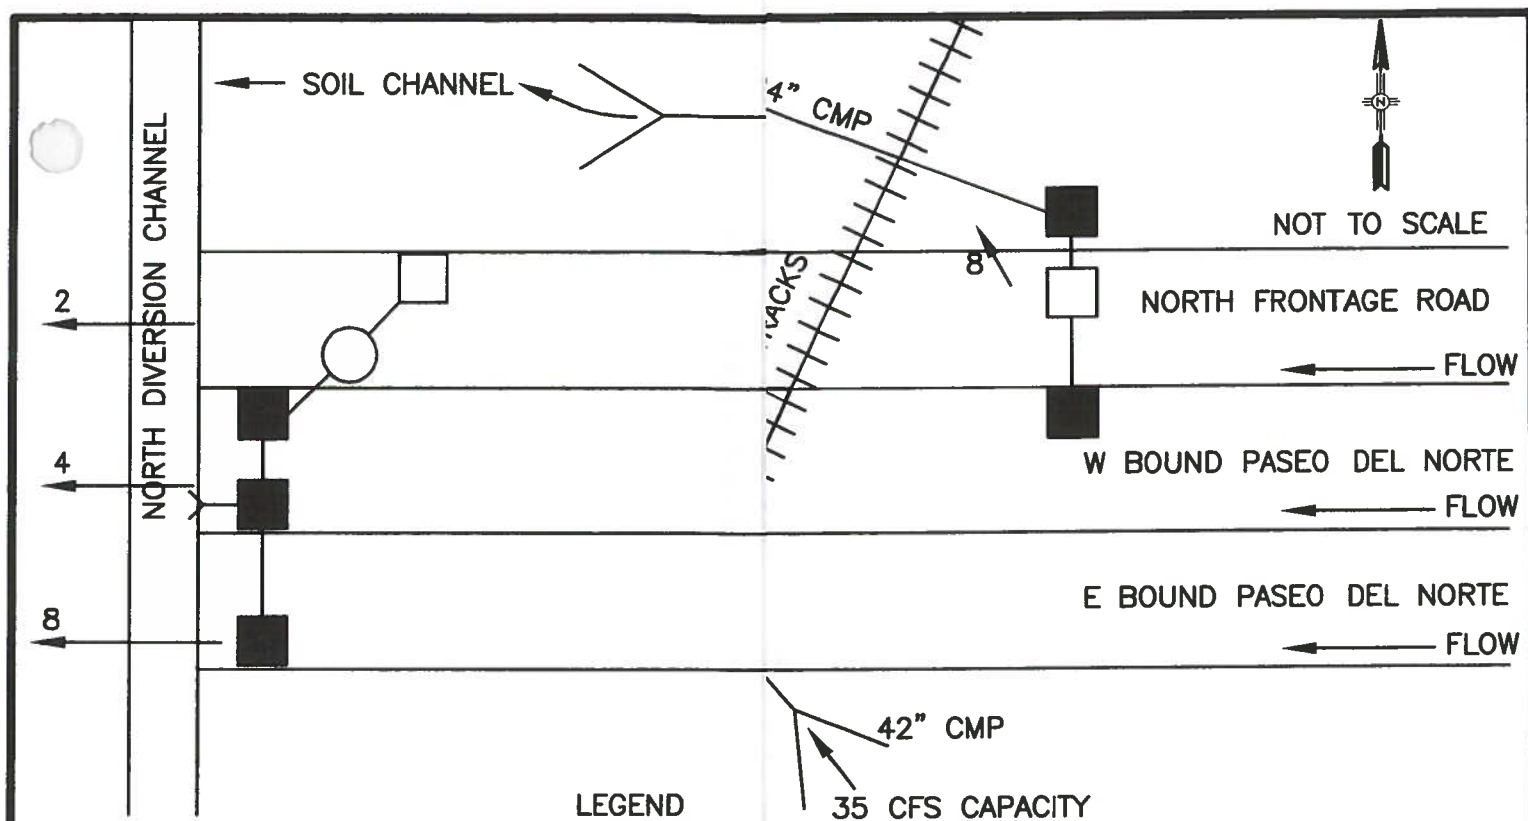 SOIL CHANNEL
4” CMP
N
NOT TO SCALE
NORTH DIVERSION CHANNEL
8
2
NORTH FRONTAGE ROAD
FLOW
4
W BOUND PASEO DEL NORTE
FLOW
E BOUND PASEO DEL NORTE
8
FLOW
42” CMP
LEGEND
35 CFS CAPACITY